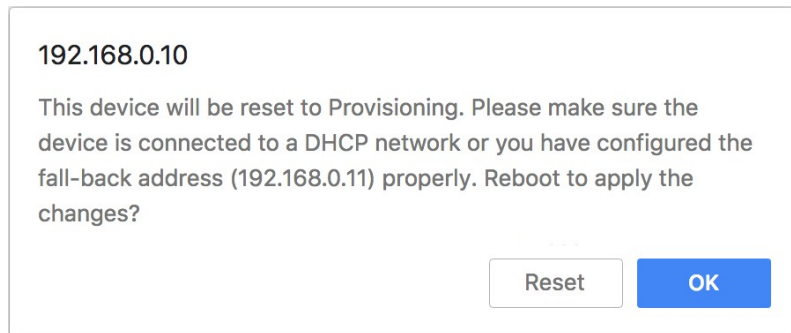 192.168.0.10
This device will be reset to Provisioning. Please make sure the
device is connected to a DHCP network or you have configured the
fall-back address (192.168.0.11) properly. Reboot to apply the
changes?
Reset
OK